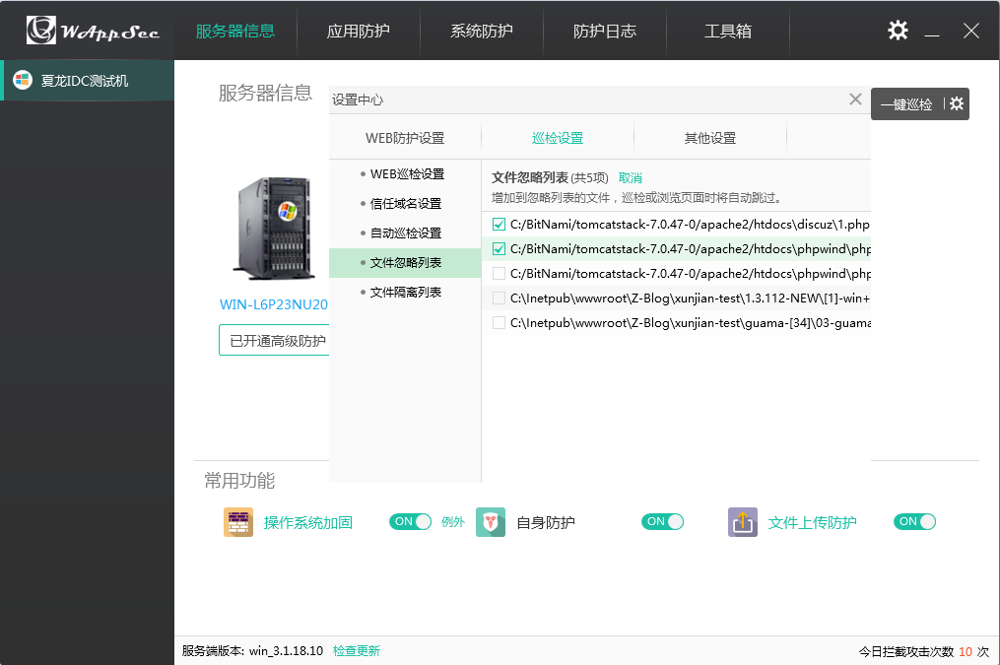 WAppSec
服务器信息
应用防护
系统防护
防护日志
工具箱
夏龙IDC测试机
服务器信息
设置中心
一键巡检
WEB防护设置
巡检设置
其他设置
WEB巡检设置
信任域名设置
自动巡检设置
文件忽略列表
文件隔离列表
文件忽略列表 (共5项) 取消
增加到忽略列表的文件，巡检或浏览页面时将自动跳过。
C:/BitNami/tomcatstack-7.0.47-0/apache2/htdocs\discuz\1.php
C:/BitNami/tomcatstack-7.0.47-0/apache2/htdocs\phpwind\php
C:/BitNami/tomcatstack-7.0.47-0/apache2/htdocs\phpwind\php
C:\Inetpub\wwwroot\Z-Blog\xunjian-test\1.3.112-NEW\[1]-win+
C:\Inetpub\wwwroot\Z-Blog\xunjian-test\guama-[34]\03-guama
WIN-L6P23NU20
已开通高级防护
常用功能
操作系统加固
ON
例外
自身防护
ON
文件上传防护
ON
服务端版本: win_3.1.18.10 检查更新
今日拦截攻击次数 10 次